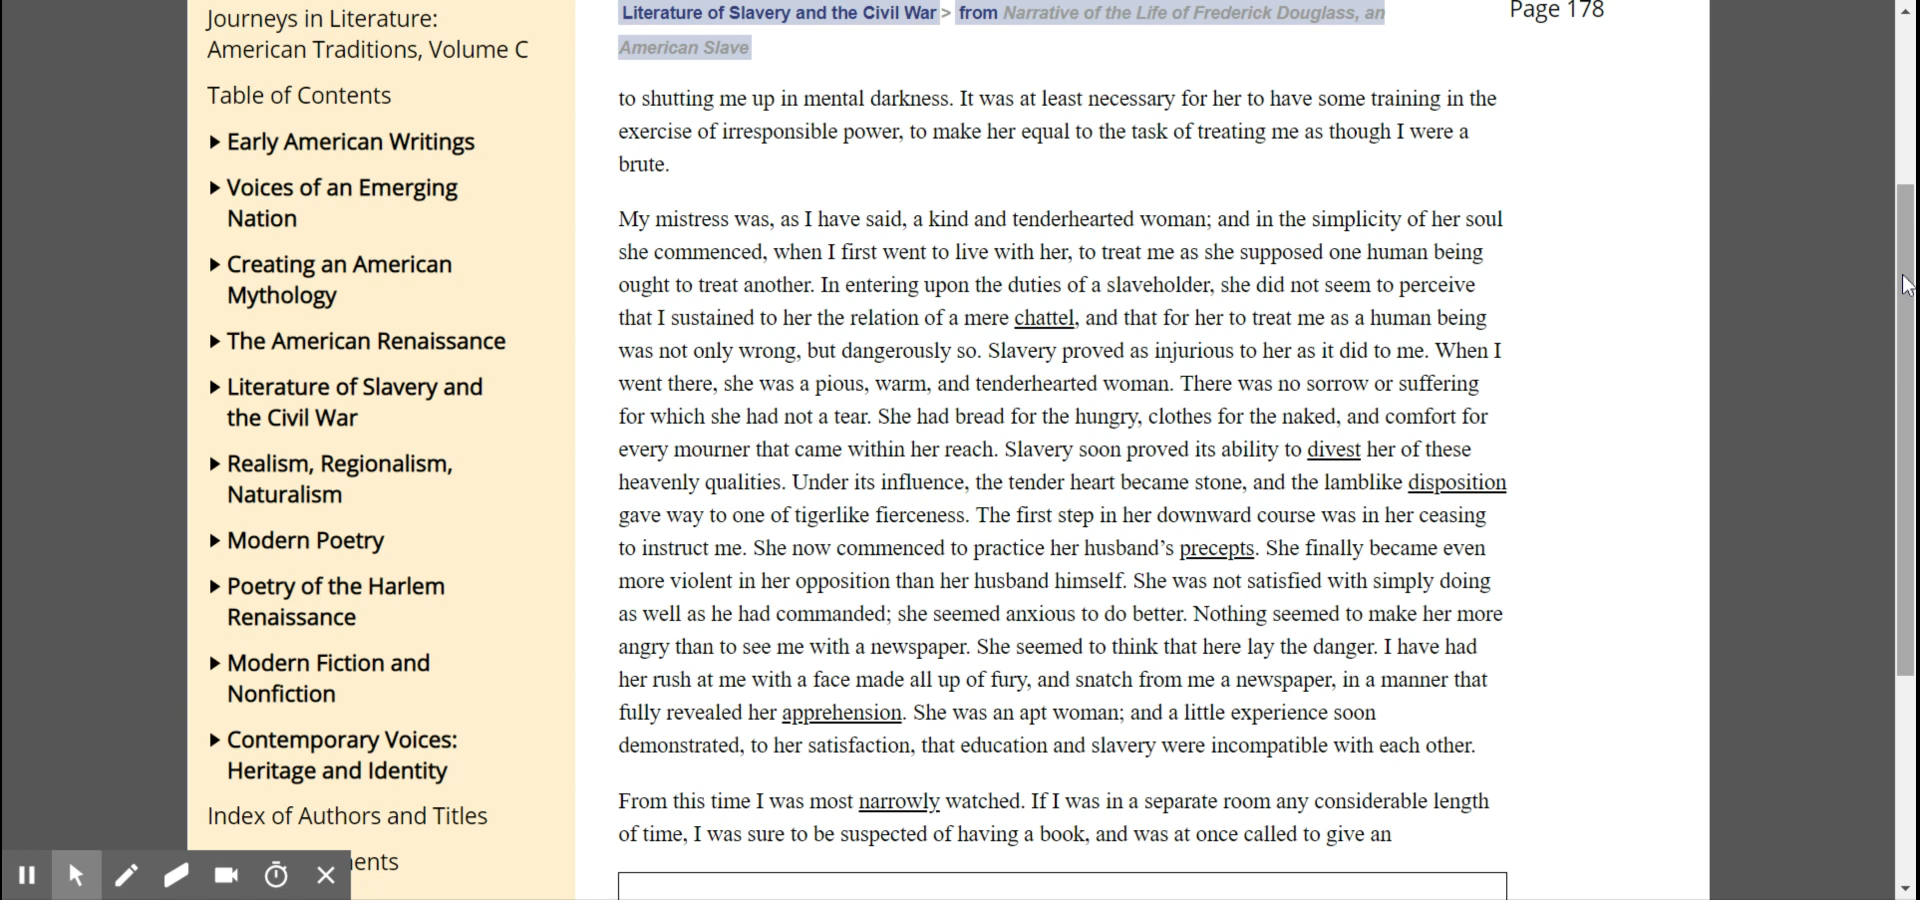 Journeys in Literature:
American Traditions, Volume C
Table of Contents
Early American Writings
Voices of an Emerging
Nation
Creating an American
Mythology
The American Renaissance
Literature of Slavery and
the Civil War
Realism, Regionalism,
Naturalism
Modern Poetry
Poetry of the Harlem
Renaissance
Modern Fiction and
Nonfiction
Contemporary Voices:
Heritage and Identity
Index of Authors and Titles
Literature of Slavery and the Civil War > from Narrative of the Life of Frederick Douglass, an
American Slave
Page 178
to shutting me up in mental darkness. It was at least necessary for her to have some training in the
exercise of irresponsible power, to make her equal to the task of treating me as though I were a
brute.
My mistress was, as I have said, a kind and tenderhearted woman; and in the simplicity of her soul
she commenced, when I first went to live with her, to treat me as she supposed one human being
ought to treat another. In entering upon the duties of a slaveholder, she did not seem to perceive
that I sustained to her the relation of a mere chattel, and that for her to treat me as a human being
was not only wrong, but dangerously so. Slavery proved as injurious to her as it did to me. When I
went there, she was a pious, warm, and tenderhearted woman. There was no sorrow or suffering
for which she had not a tear. She had bread for the hungry, clothes for the naked, and comfort for
every mourner that came within her reach. Slavery soon proved its ability to divest her of these
heavenly qualities. Under its influence, the tender heart became stone, and the lamblike disposition
gave way to one of tigerlike fierceness. The first step in her downward course was in her ceasing
to instruct me. She now commenced to practice her husband’s precepts. She finally became even
more violent in her opposition than her husband himself. She was not satisfied with simply doing
as well as he had commanded; she seemed anxious to do better. Nothing seemed to make her more
angry than to see me with a newspaper. She seemed to think that here lay the danger. I have had
her rush at me with a face made all up of fury, and snatch from me a newspaper, in a manner that
fully revealed her apprehension. She was an apt woman; and a little experience soon
demonstrated, to her satisfaction, that education and slavery were incompatible with each other.
From this time I was most narrowly watched. If I was in a separate room any considerable length
of time, I was sure to be suspected of having a book, and was at once called to give an